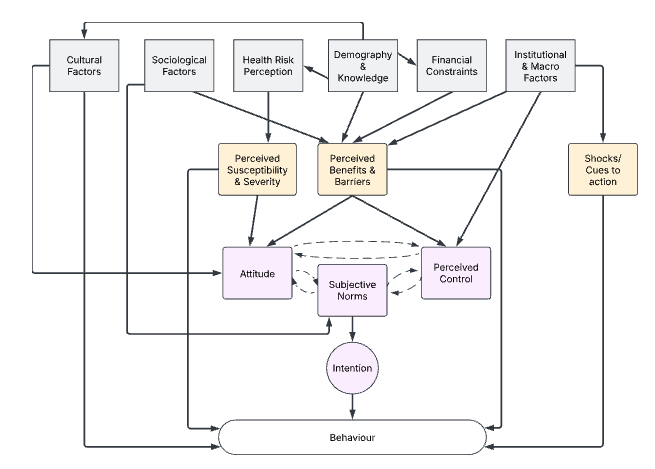 Cultural
Factors
Sociological
Factors
Health Risk
Perception
Demography
&
Knowledge
Financial
Constraints
Institutional
& Macro
Factors
Perceived
Susceptibility
& Severity
Perceived
Benefits &
Barriers
Shocks/
Cues to
action
Attitude
Subjective
Norms
Perceived
Control
Intention
Behaviour